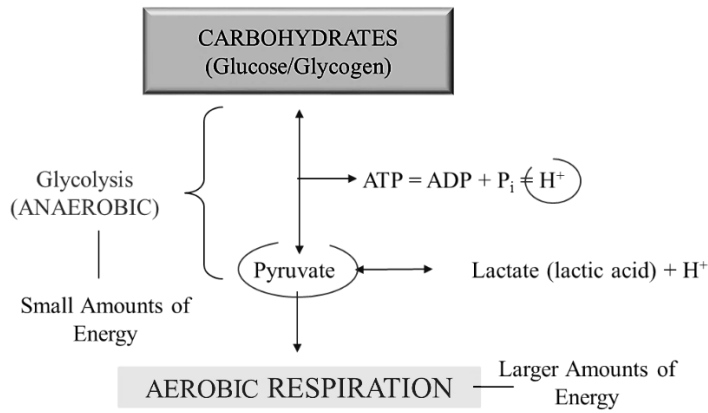 CARBOHYDRATES
(Glucose/Glycogen)
Glycolysis
(ANAEROBIC)
ATP = ADP + Pᵢ = H⁺
Pyruvate
Lactate (lactic acid) + H⁺
Small Amounts of
Energy
AEROBIC RESPIRATION
Larger Amounts of
Energy